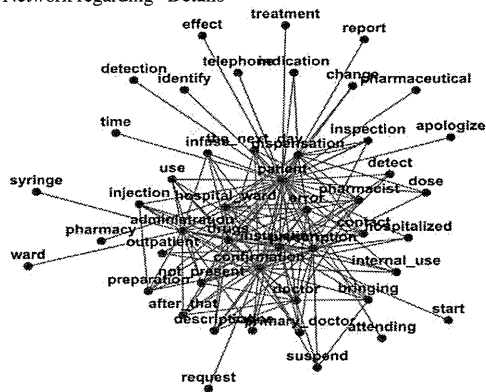 Network regarding "Details"
treatment
effect
report
telephone indication
detection
change
identify
pharmaceutical
time
the_next_day
inspection
infuse
dispensation
apologize
patient
use
detect
syringe
hospital_ward
pharmacist
dose
injection
error
administration
contact
pharmacy
drugs
hospitalized
outpatient
confirmation
ward
not_present
internal_use
preparation
doctor
bringing
after_that
description
primary_doctor
start
attending
suspend
request